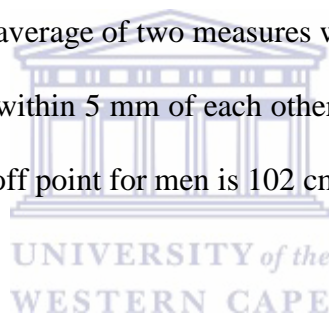 average of two measures w
within 5 mm of each other
off point for men is 102 cm
UNIVERSITY of the
WESTERN CAPE